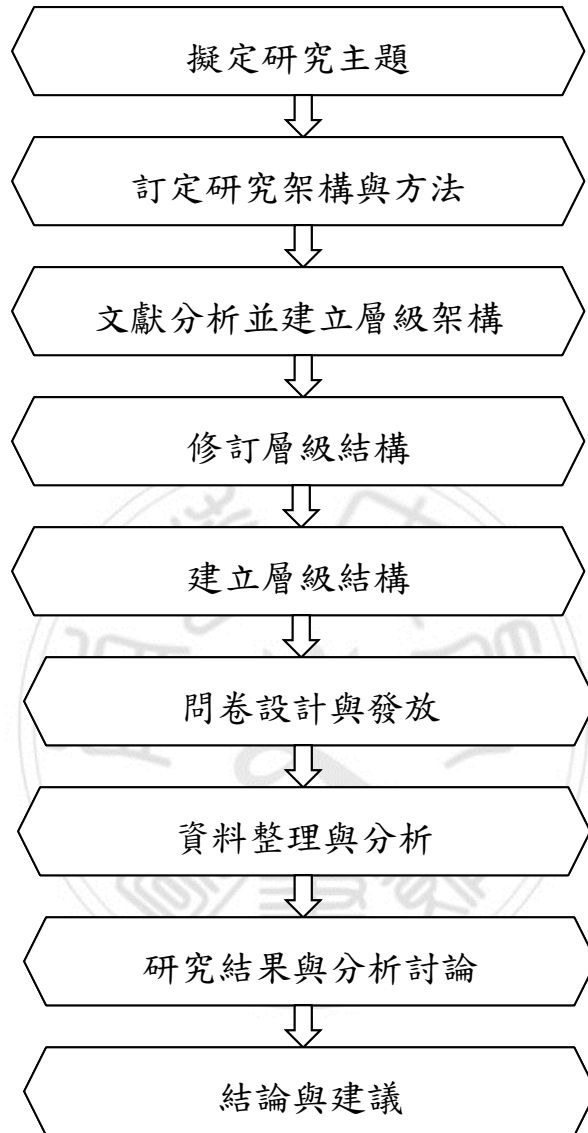 擬定研究主題
訂定研究架構與方法
文獻分析並建立層級架構
修訂層級結構
建立層級結構
問卷設計與發放
資料整理與分析
研究結果與分析討論
結論與建議